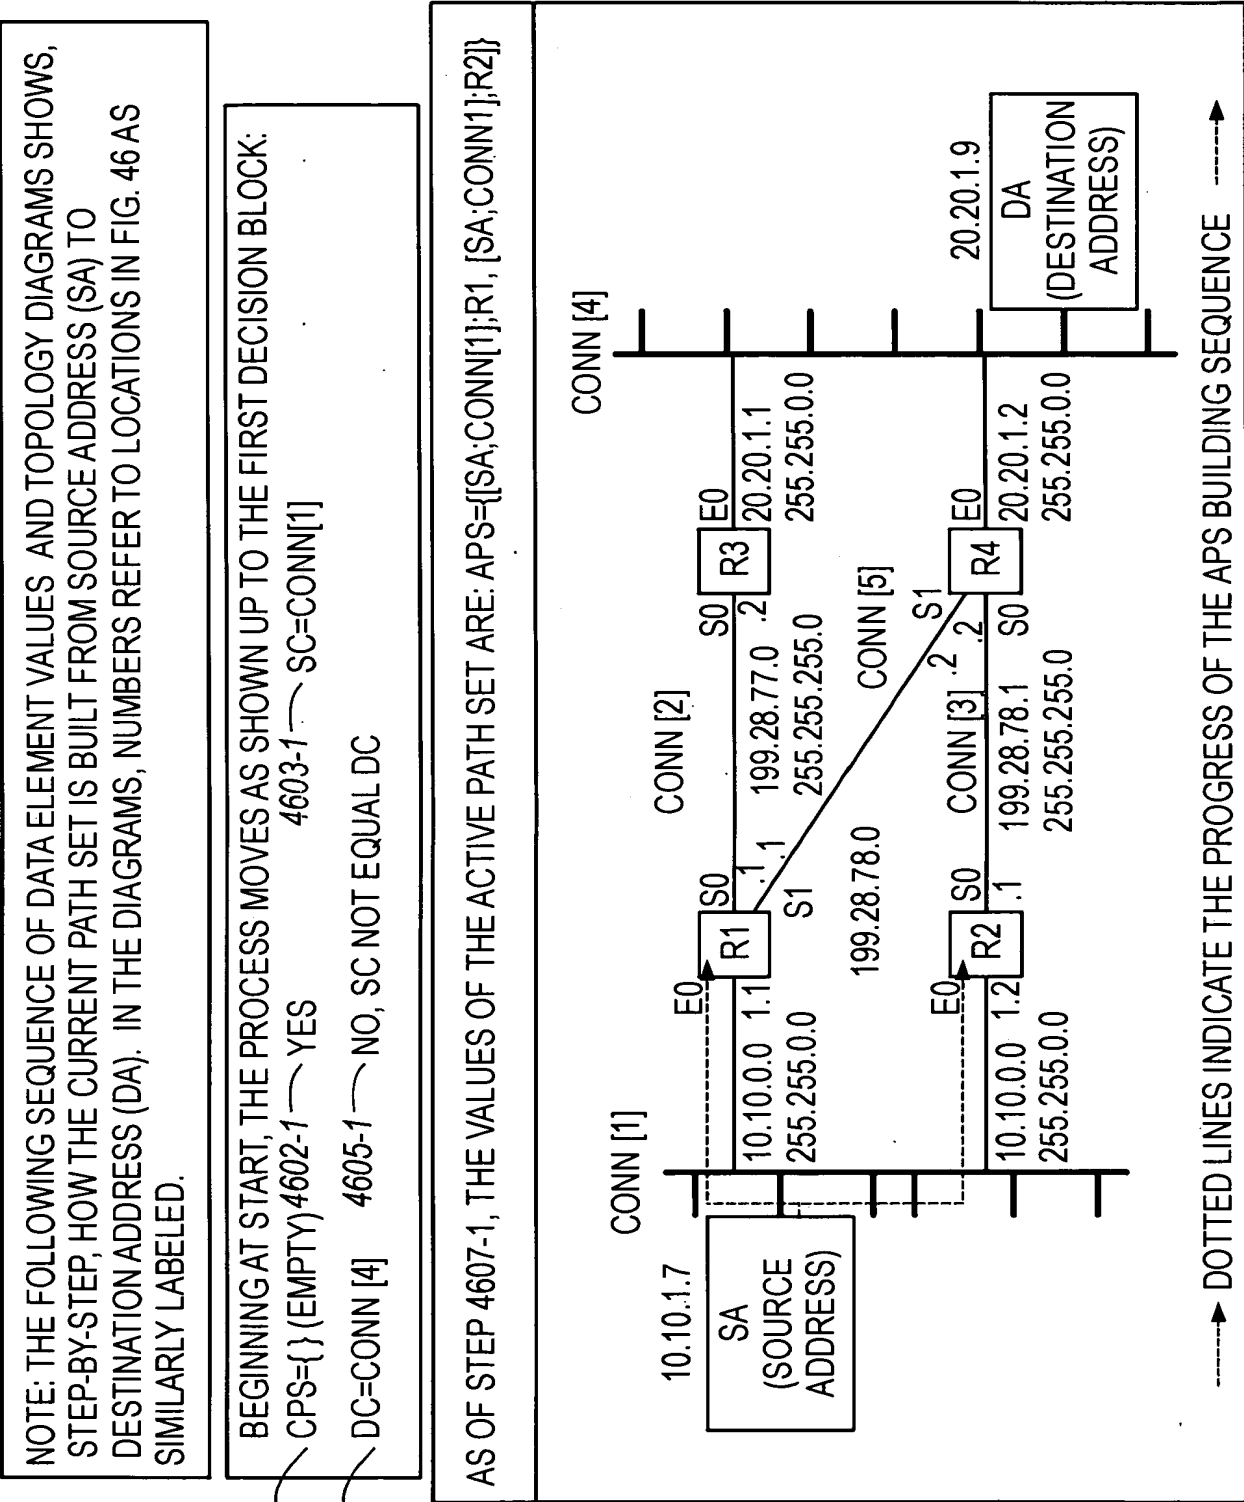 NOTE: THE FOLLOWING SEQUENCE OF DATA ELEMENT VALUES AND TOPOLOGY DIAGRAMS SHOWS,
STEP-BY-STEP, HOW THE CURRENT PATH SET IS BUILT FROM SOURCE ADDRESS (SA) TO
DESTINATION ADDRESS (DA). IN THE DIAGRAMS, NUMBERS REFER TO LOCATIONS IN FIG. 46 AS
SIMILARLY LABELED.
BEGINNING AT START, THE PROCESS MOVES AS SHOWN UP TO THE FIRST DECISION BLOCK:
CPS={ } (EMPTY) 4602-1 YES 4603-1 SC=CONN[1]
DC=CONN [4] 4605-1 NO, SC NOT EQUAL DC
AS OF STEP 4607-1, THE VALUES OF THE ACTIVE PATH SET ARE: APS={[SA;CONN[1];R1, [SA;CONN1];R2]}
CONN [1]
CONN [2]
CONN [4]
10.10.1.7
SA
(SOURCE
ADDRESS)
E0
R1
S0
10.10.0.0 1.1
255.255.0.0
.1
.1
S1
199.28.77.0
255.255.255.0
S0
.2
R3
E0
20.20.1.1
255.255.0.0
CONN [5]
199.28.78.0
E0
R2
S0
.1
10.10.0.0 1.2
255.255.0.0
CONN [3]
199.28.78.1
255.255.255.0
S1
.2
.2
S0
R4
E0
20.20.1.2
255.255.0.0
20.20.1.9
DA
(DESTINATION
ADDRESS)
DOTTED LINES INDICATE THE PROGRESS OF THE APS BUILDING SEQUENCE